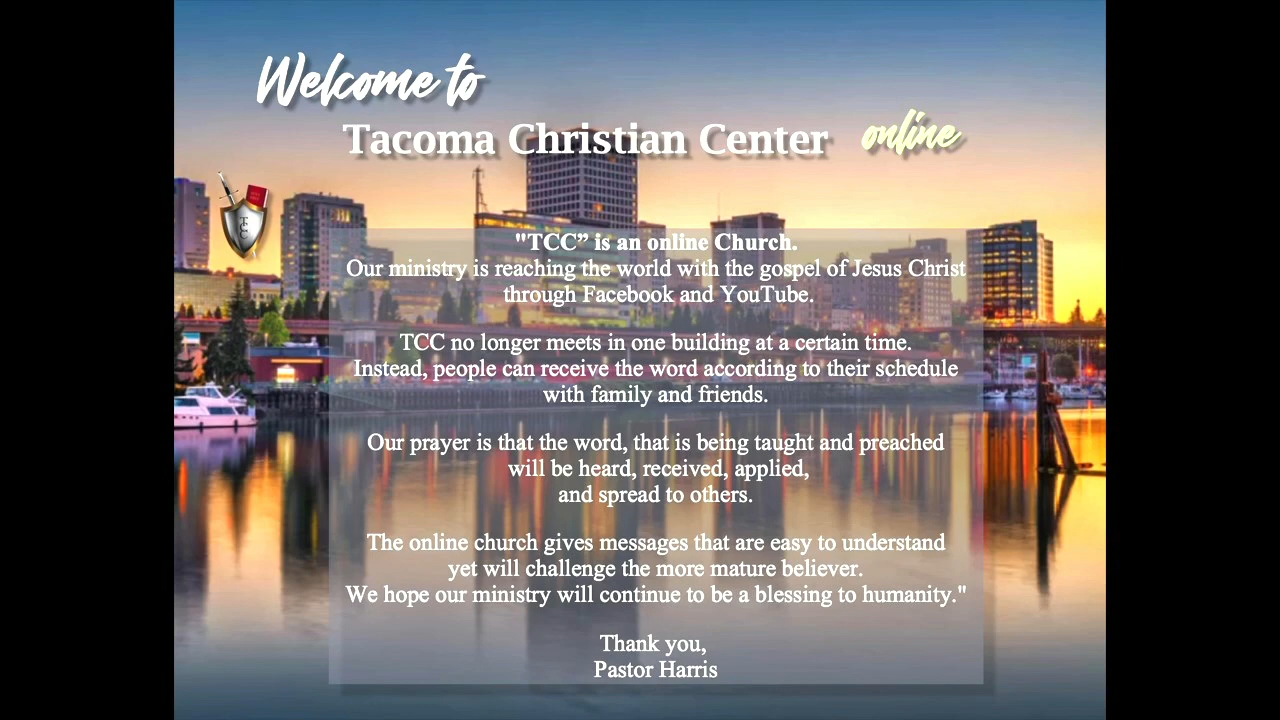 Welcome to
Tacoma Christian Center online
TCC
"TCC” is an online Church.
Our ministry is reaching the world with the gospel of Jesus Christ
through Facebook and YouTube.
TCC no longer meets in one building at a certain time.
Instead, people can receive the word according to their schedule
with family and friends.
Our prayer is that the word, that is being taught and preached
will be heard, received, applied,
and spread to others.
The online church gives messages that are easy to understand
yet will challenge the more mature believer.
We hope our ministry will continue to be a blessing to humanity."
Thank you,
Pastor Harris